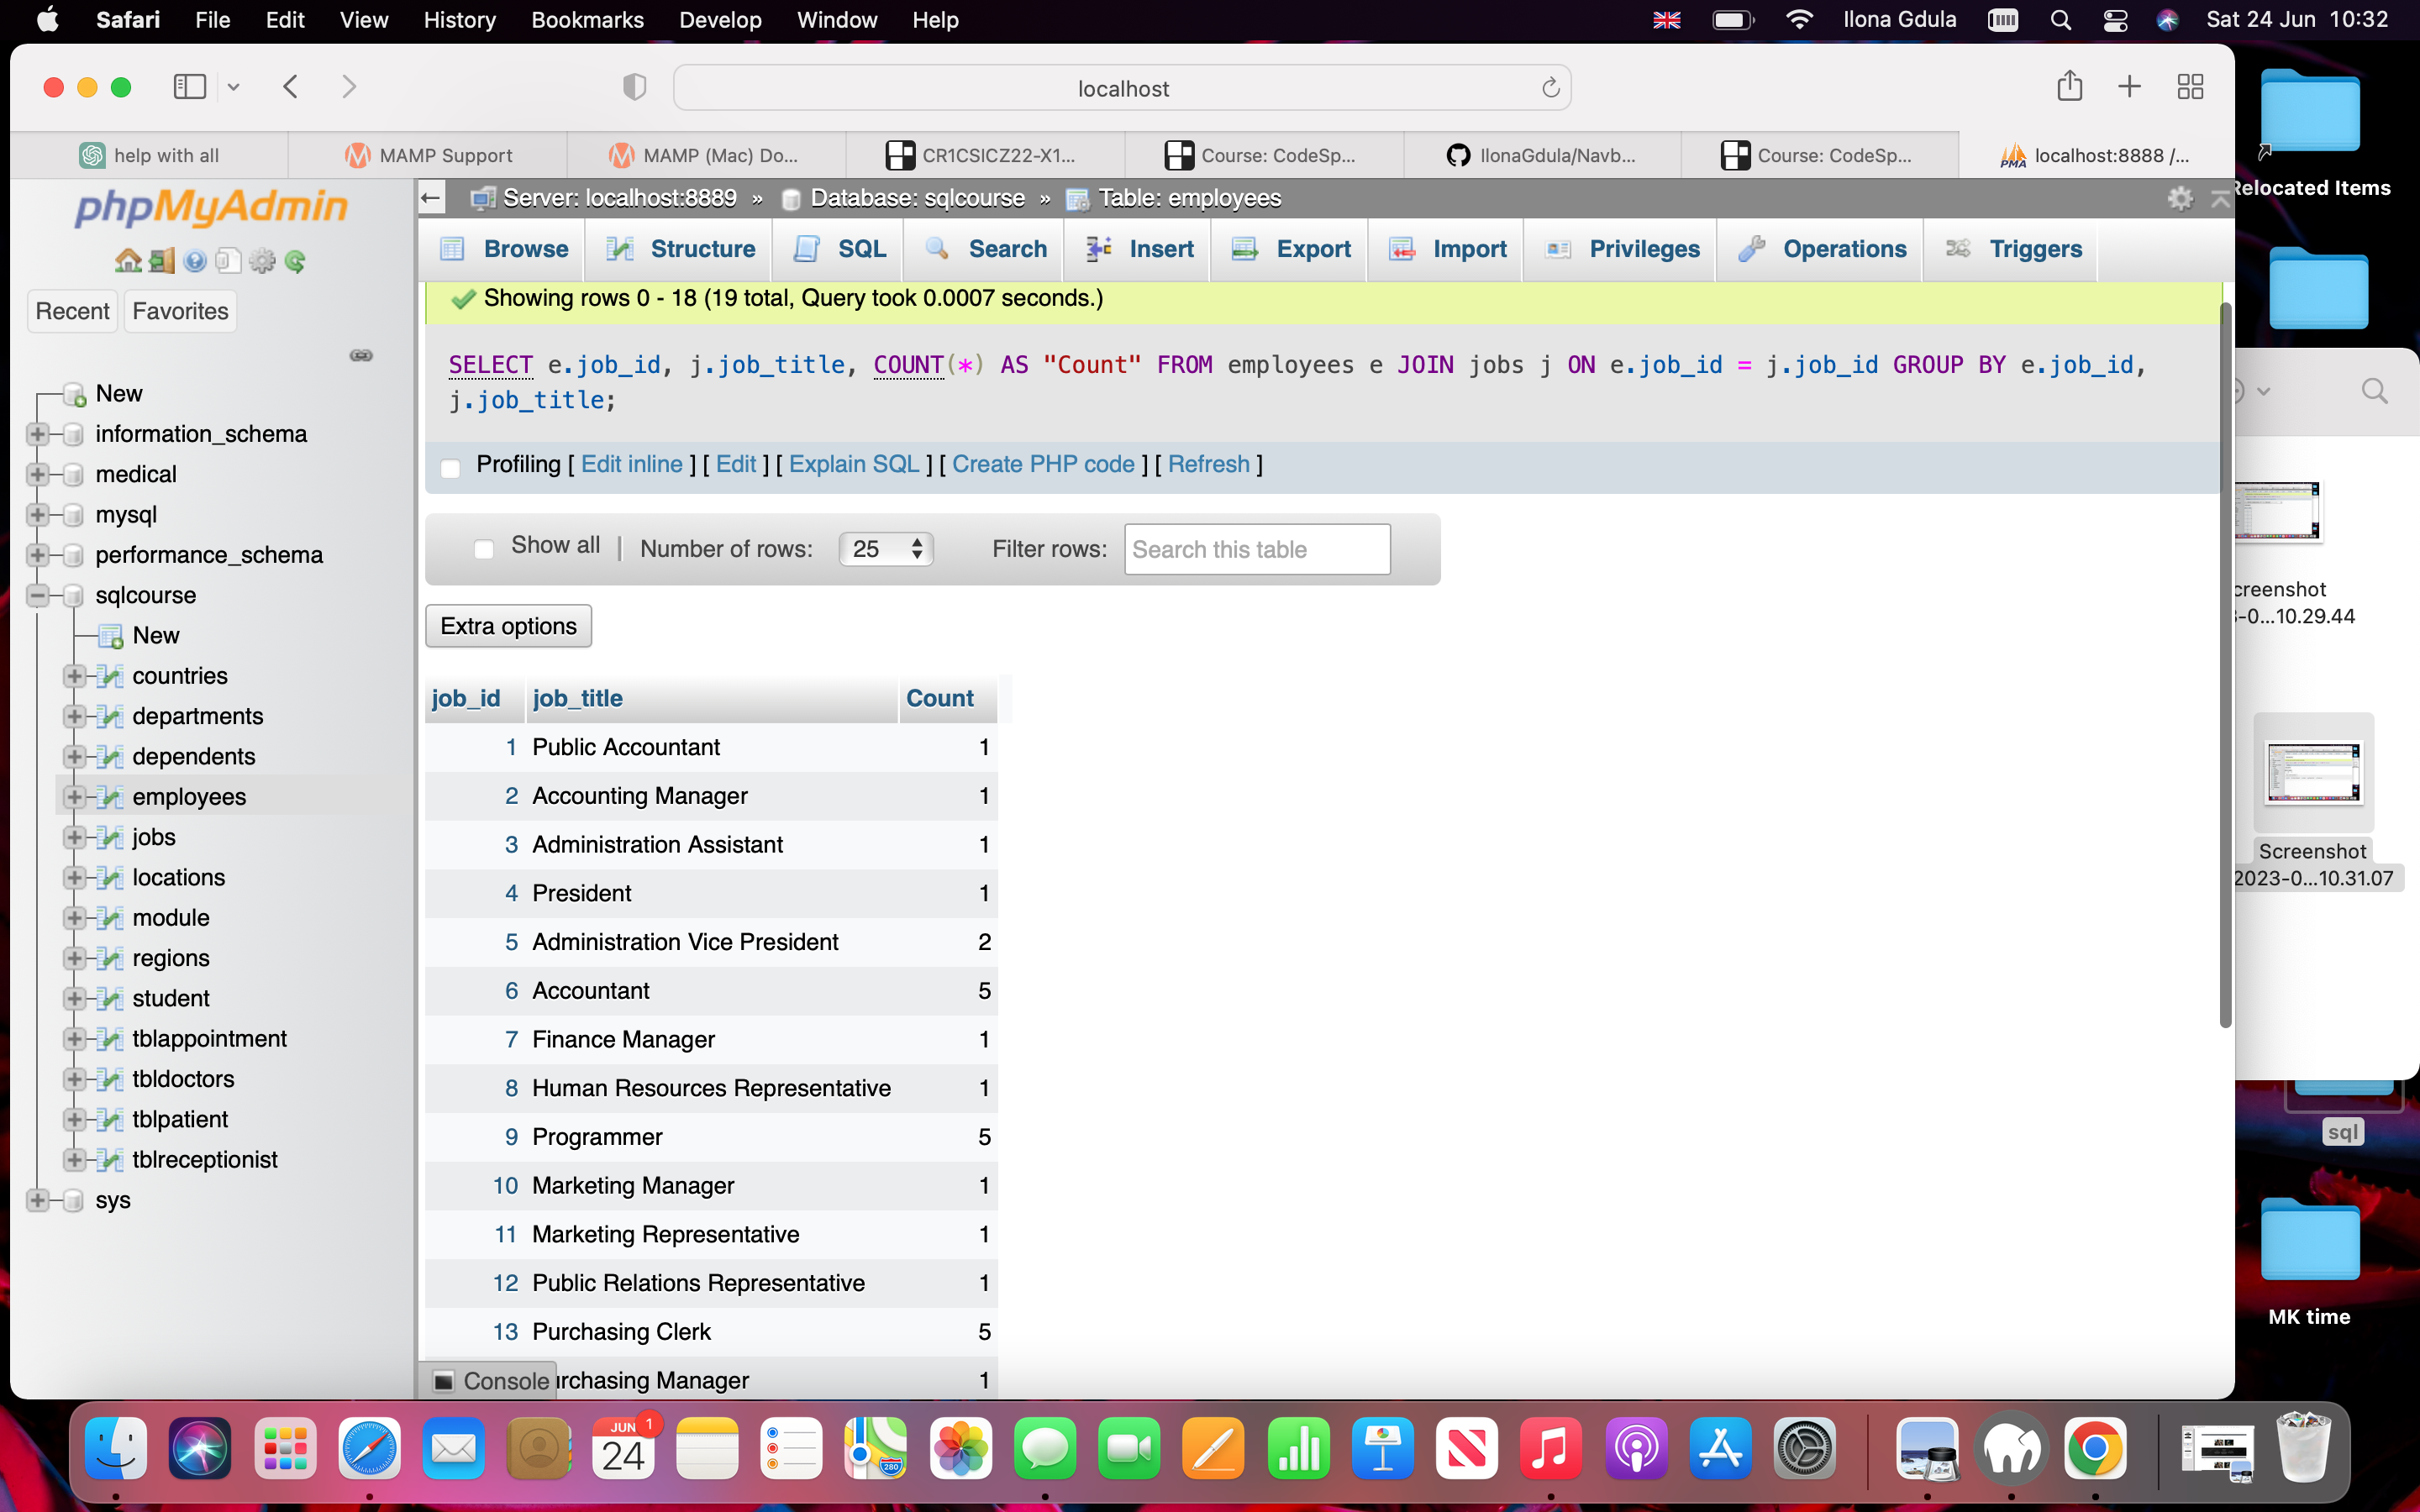 Safari File Edit View History Bookmarks Develop Window Help Ilona Gdula Sat 24 Jun 10:32
localhost
help with all MAMP Support MAMP (Mac) Do... CR1CSICZ22-X1... Course: CodeSp... IlonaGdula/Navb... Course: CodeSp... PMA localhost:8888 /...
phpMyAdmin
Recent Favorites
New
information_schema
medical
mysql
performance_schema
sqlcourse
New
countries
departments
dependents
employees
jobs
locations
module
regions
student
tblappointment
tbldoctors
tblpatient
tblreceptionist
sys
Server: localhost:8889 » Database: sqlcourse » Table: employees
Browse Structure SQL Search Insert Export Import Privileges Operations Triggers
Showing rows 0 - 18 (19 total, Query took 0.0007 seconds.)
SELECT e.job_id, j.job_title, COUNT(*) AS "Count" FROM employees e JOIN jobs j ON e.job_id = j.job_id GROUP BY e.job_id,
j.job_title;
Profiling [ Edit inline ] [ Edit ] [ Explain SQL ] [ Create PHP code ] [ Refresh ]
Show all | Number of rows: 25 Filter rows: Search this table
Extra options
job_id job_title Count
1 Public Accountant 1
2 Accounting Manager 1
3 Administration Assistant 1
4 President 1
5 Administration Vice President 2
6 Accountant 5
7 Finance Manager 1
8 Human Resources Representative 1
9 Programmer 5
10 Marketing Manager 1
11 Marketing Representative 1
12 Public Relations Representative 1
13 Purchasing Clerk 5
Console urchasing Manager 1
elocated Items
creenshot
-0...10.29.44
Screenshot
2023-0...10.31.07
sql
MK time
JUN 1
24
280